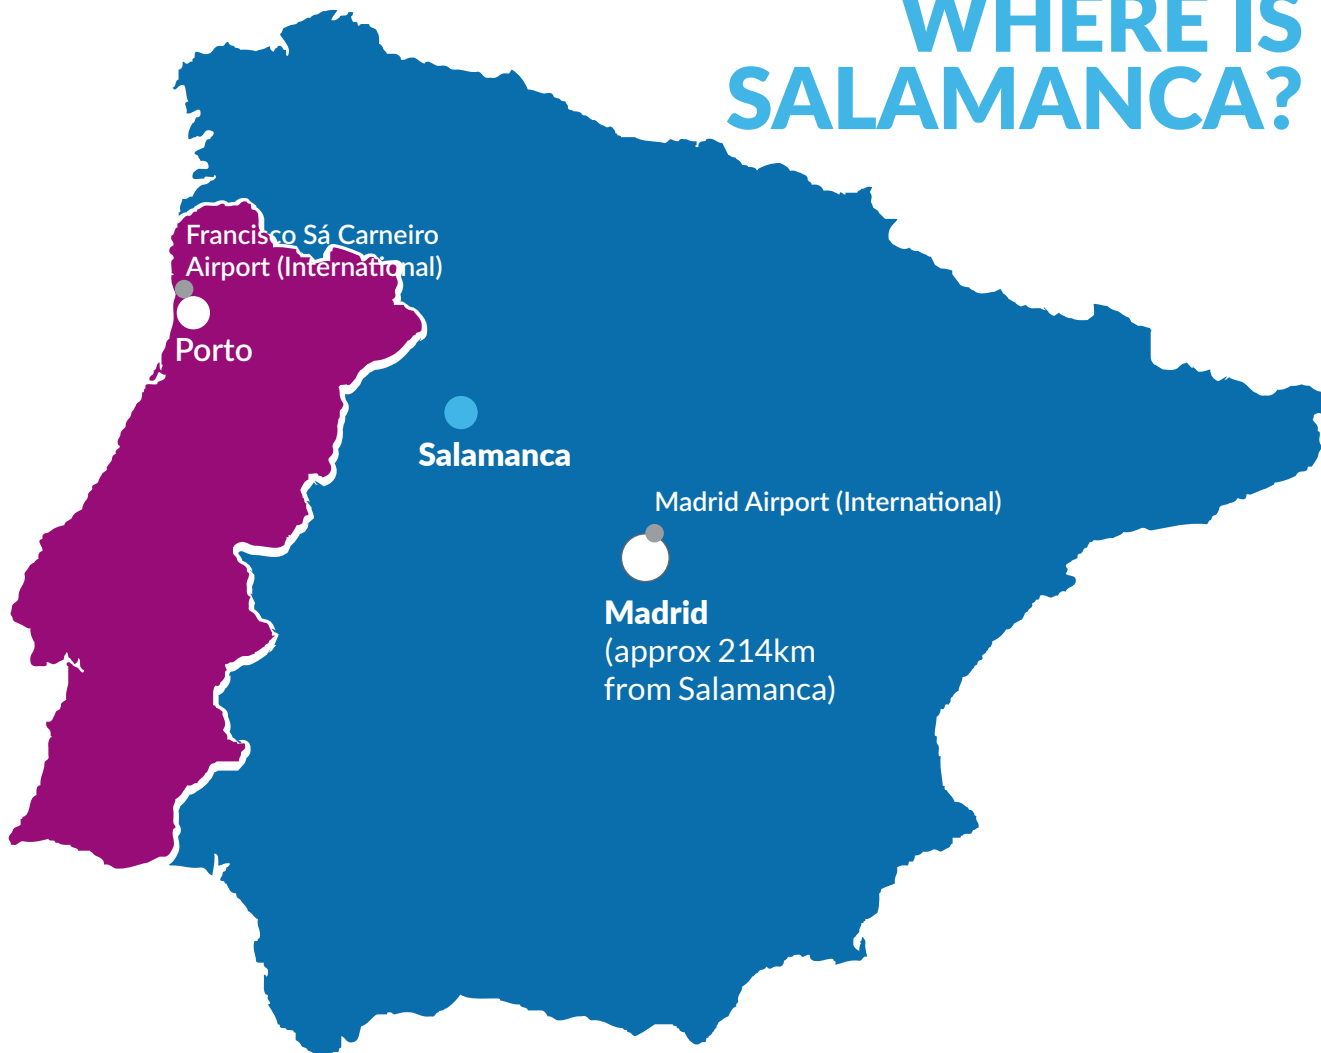 WHERE IS
SALAMANCA?
Francisco Sá Carneiro
Airport (International)
Porto
Salamanca
Madrid Airport (International)
Madrid
(approx 214km
from Salamanca)